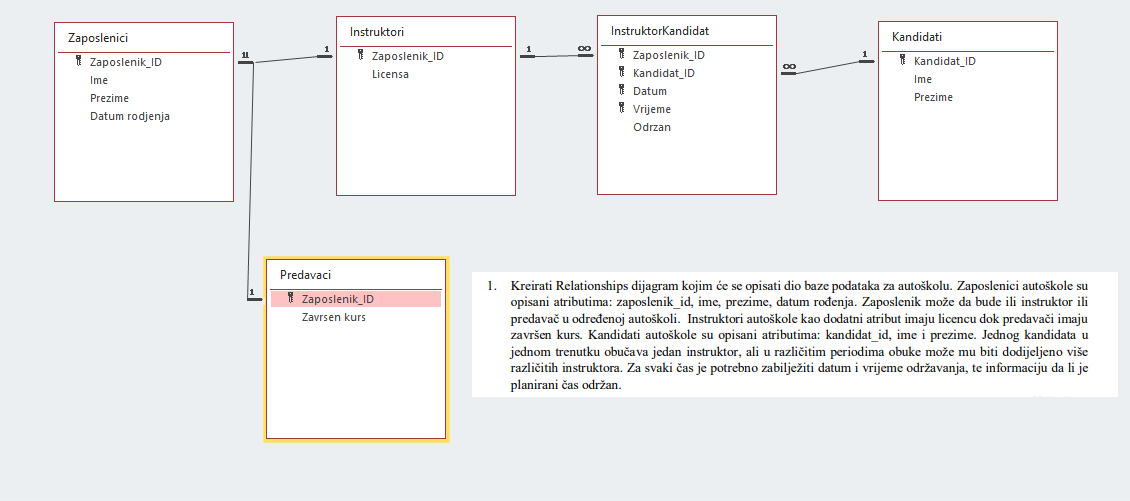 Zaposlenici
Zaposlenik_ID
Ime
Prezime
Datum rodjenja
1 1
1
Instruktori
Zaposlenik_ID
Licensa
1
∞
InstruktorKandidat
Zaposlenik_ID
Kandidat_ID
Datum
Vrijeme
Odrzan
∞
1
Kandidati
Kandidat_ID
Ime
Prezime
1
Predavaci
Zaposlenik_ID
Zavrsen kurs
1. Kreirati Relationships dijagram kojim će se opisati dio baze podataka za autoškolu. Zaposlenici autoškole su
opisani atributima: zaposlenik_id, ime, prezime, datum rođenja. Zaposlenik može da bude ili instruktor ili
predavač u određenoj autoškoli. Instruktori autoškole kao dodatni atribut imaju licencu dok predavači imaju
završen kurs. Kandidati autoškole su opisani atributima: kandidat_id, ime i prezime. Jednog kandidata u
jednom trenutku obučava jedan instruktor, ali u različitim periodima obuke može mu biti dodijeljeno više
različitih instruktora. Za svaki čas je potrebno zabilježiti datum i vrijeme održavanja, te informaciju da li je
planirani čas održan.